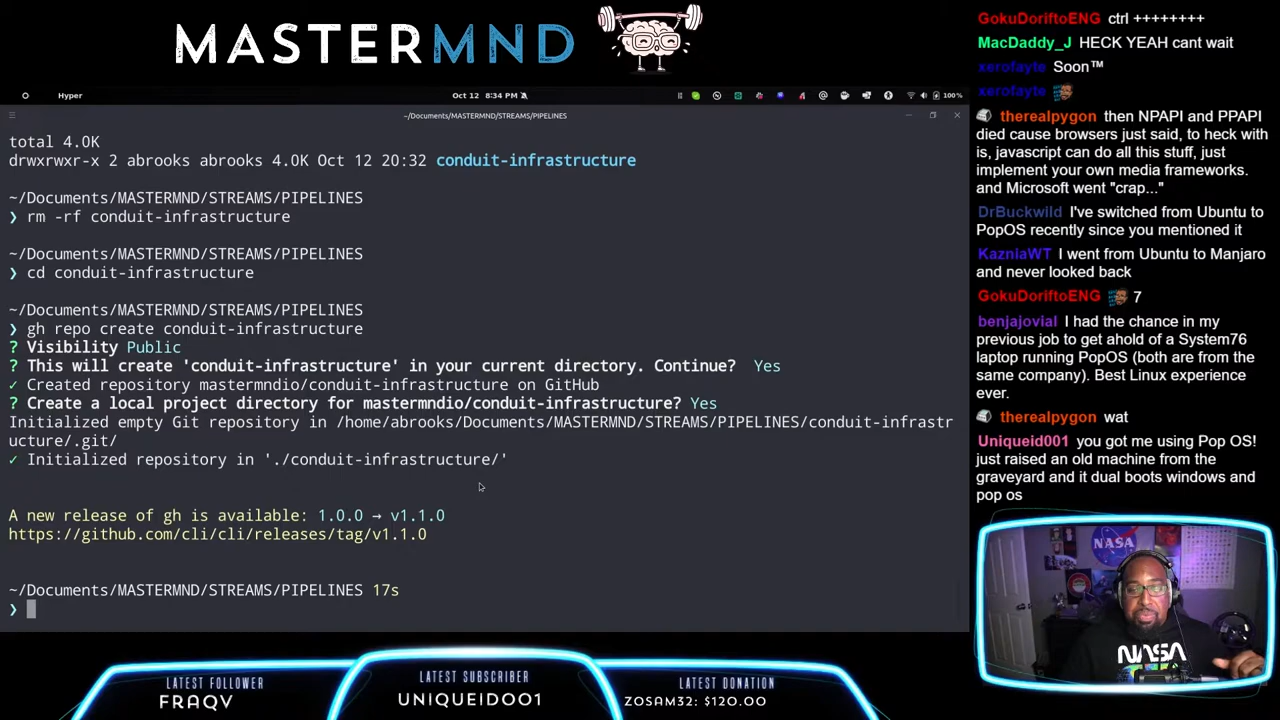 MASTERMND
Hyper
Oct 12 8:34 PM
100%
~/Documents/MASTERMND/STREAMS/PIPELINES
total 4.0K
drwxrwxr-x 2 abrooks abrooks 4.0K Oct 12 20:32 conduit-infrastructure
~/Documents/MASTERMND/STREAMS/PIPELINES
❯ rm -rf conduit-infrastructure
~/Documents/MASTERMND/STREAMS/PIPELINES
❯ cd conduit-infrastructure
~/Documents/MASTERMND/STREAMS/PIPELINES
❯ gh repo create conduit-infrastructure
? Visibility Public
? This will create 'conduit-infrastructure' in your current directory. Continue? Yes
✓ Created repository mastermndio/conduit-infrastructure on GitHub
? Create a local project directory for mastermndio/conduit-infrastructure? Yes
Initialized empty Git repository in /home/abrooks/Documents/MASTERMND/STREAMS/PIPELINES/conduit-infrastr
ucture/.git/
✓ Initialized repository in './conduit-infrastructure/'
A new release of gh is available: 1.0.0 → v1.1.0
https://github.com/cli/cli/releases/tag/v1.1.0
~/Documents/MASTERMND/STREAMS/PIPELINES 17s
❯
GokuDoriftoENG ctrl ++++++++
MacDaddy_J HECK YEAH cant wait
xerofayte Soon™
xerofayte
therealpygon then NPAPI and PPAPI
died cause browsers just said, to heck with
is, javascript can do all this stuff, just
implement your own media frameworks.
and Microsoft went "crap..."
DrBuckwild I've switched from Ubuntu to
PopOS recently since you mentioned it
KazniaWT I went from Ubuntu to Manjaro
and never looked back
GokuDoriftoENG 7
benjajovial I had the chance in my
previous job to get ahold of a System76
laptop running PopOS (both are from the
same company). Best Linux experience
ever.
therealpygon wat
Uniqueid001 you got me using Pop OS!
just raised an old machine from the
graveyard and it dual boots windows and
pop os
NASA
NASA
LATEST FOLLOWER
FRAQV
LATEST SUBSCRIBER
UNIQUEID001
LATEST DONATION
ZOSAM32: $120.00